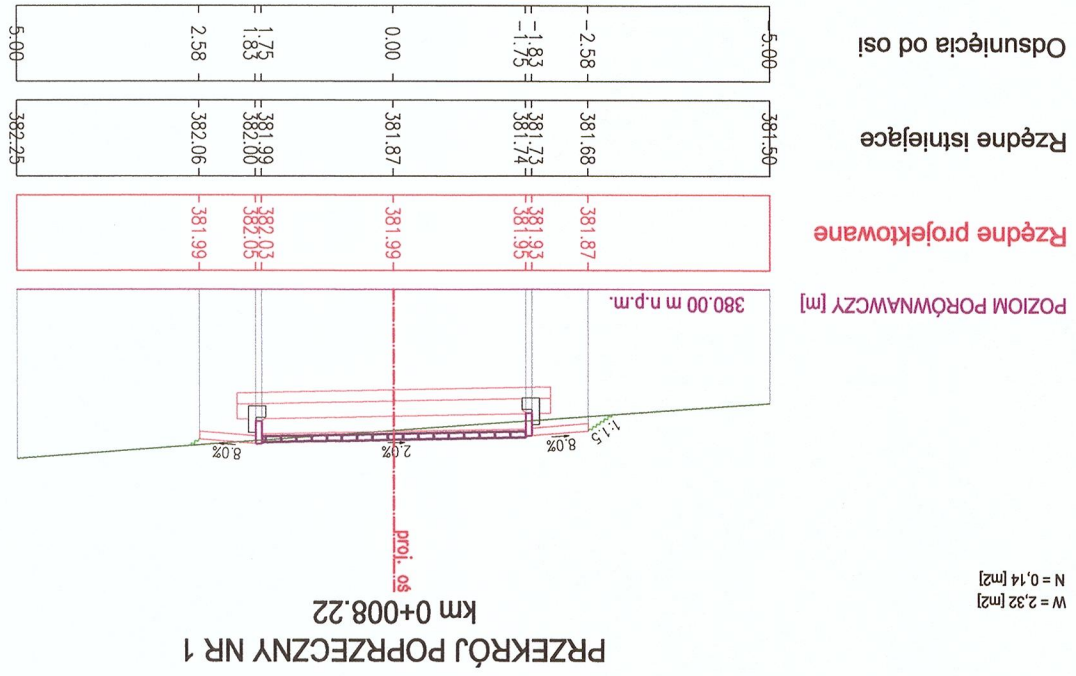 PRZEKRÓJ POPRZECZNY NR 1
km 0+008.22
W = 2,32 [m2]
N = 0,14 [m2]
proj. oś
1:1.5
8.0%
2.0%
8.0%
POZIOM PORÓWNAWCZY [m]
380.00 m n.p.m.
Rzędne projektowane
381.87
381.93
381.95
381.99
382.03
382.05
381.99
Rzędne istniejące
381.50
381.68
381.73
381.74
381.87
381.99
382.00
382.06
382.25
Odsunięcia od osi
-5.00
-2.58
-1.83
-1.75
0.00
1.75
1.83
2.58
5.00